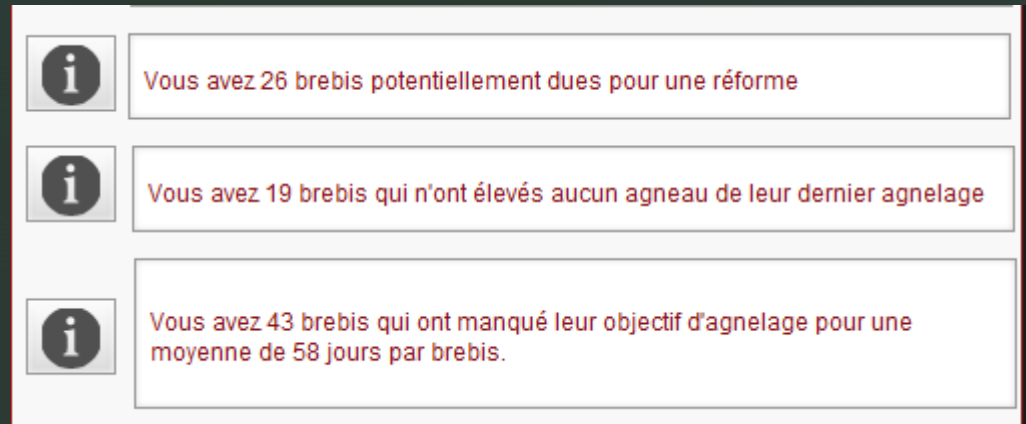 Vous avez 26 brebis potentiellement dues pour une réforme
Vous avez 19 brebis qui n'ont élevés aucun agneau de leur dernier agnelage
Vous avez 43 brebis qui ont manqué leur objectif d'agnelage pour une
moyenne de 58 jours par brebis.